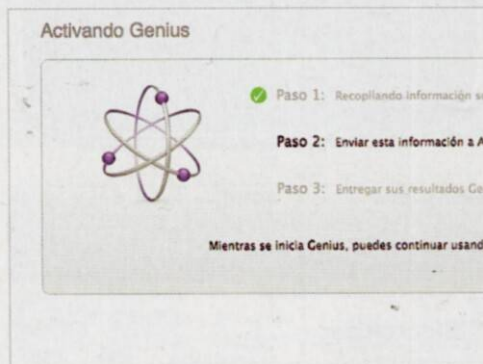 Activando Genius
Paso 1: Recopilando información
Paso 2: Enviar esta información a
Paso 3: Entregar sus resultados
Mientras se inicia Genius, puedes continuar